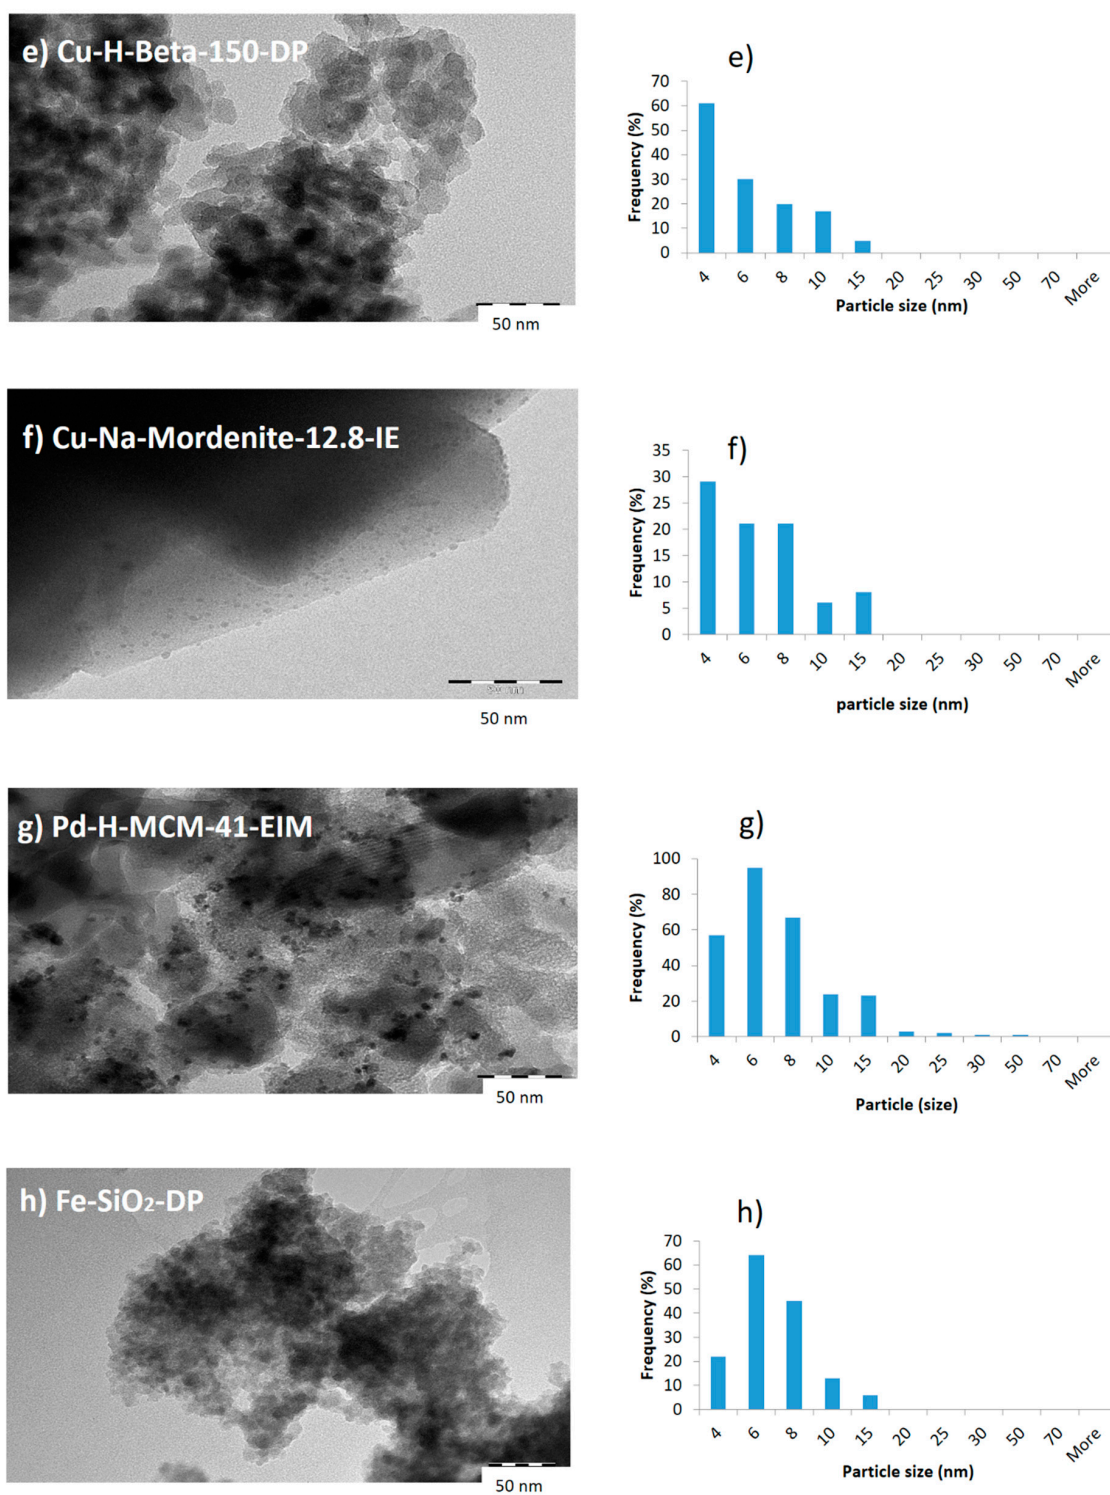 e) Cu-H-Beta-150-DP
50 nm
e)
Frequency (%)
70
60
50
40
30
20
10
0
4 6 8 10 15 20 25 30 50 70 More
Particle size (nm)
f) Cu-Na-Mordenite-12.8-IE
50 nm
f)
Frequency (%)
35
30
25
20
15
10
5
0
4 6 8 10 15 20 25 30 50 70 More
particle size (nm)
g) Pd-H-MCM-41-EIM
50 nm
g)
Frequency (%)
100
80
60
40
20
0
4 6 8 10 15 20 25 30 50 70 More
Particle (size)
h) Fe-SiO₂-DP
50 nm
h)
Frequency (%)
70
60
50
40
30
20
10
0
4 6 8 10 15 20 25 30 50 70 More
Particle size (nm)